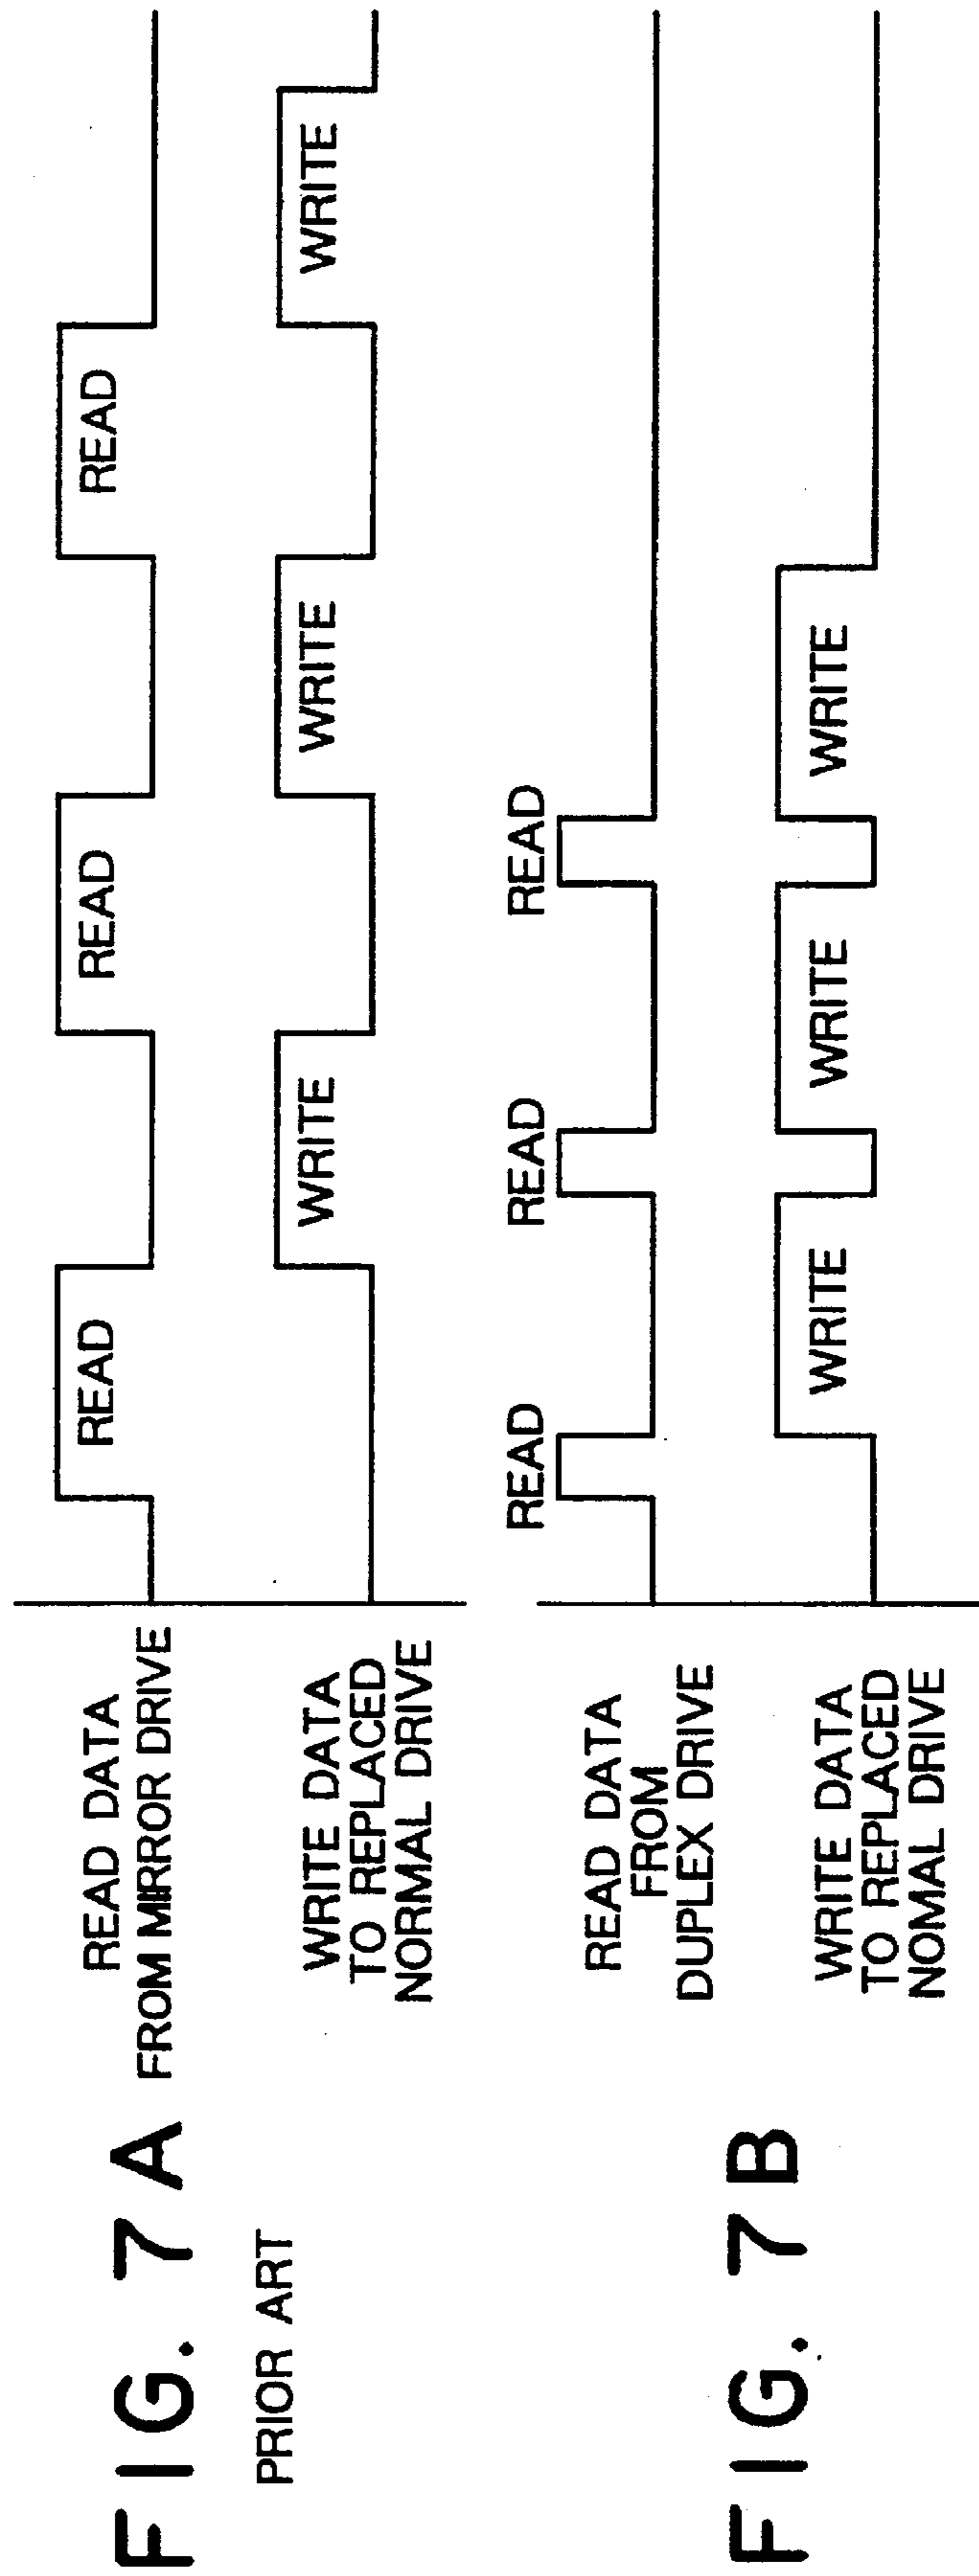 FIG. 7A
PRIOR ART
READ DATA
FROM MIRROR DRIVE
READ
READ
READ
WRITE DATA
TO REPLACED
NORMAL DRIVE
WRITE
WRITE
WRITE
FIG. 7B
READ DATA
FROM
DUPLEX DRIVE
READ
READ
READ
WRITE DATA
TO REPLACED
NOMAL DRIVE
WRITE
WRITE
WRITE